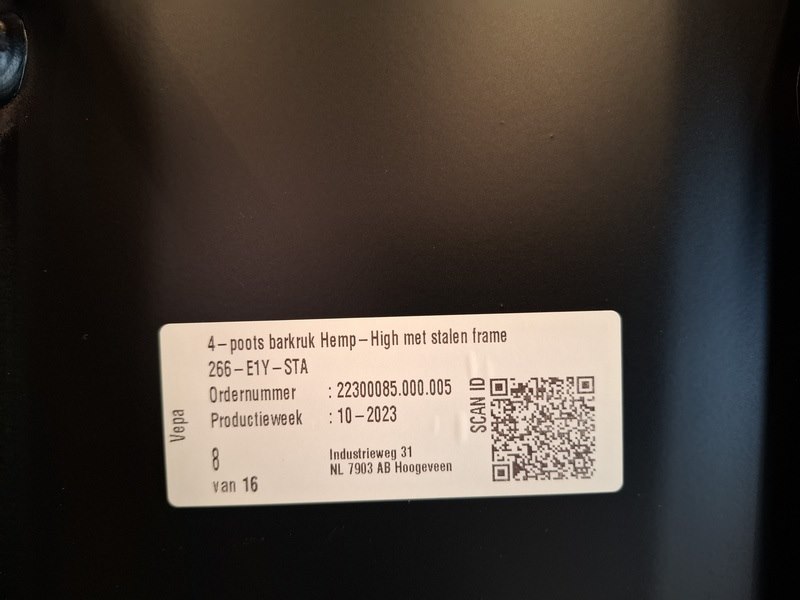 4-poots barkruk Hemp-High met stalen frame
266-E1Y-STA
Ordernummer : 22300085.000.005
Productieweek : 10-2023
8
van 16
Industrieweg 31
NL 7903 AB Hoogeveen
Vepa
SCAN ID